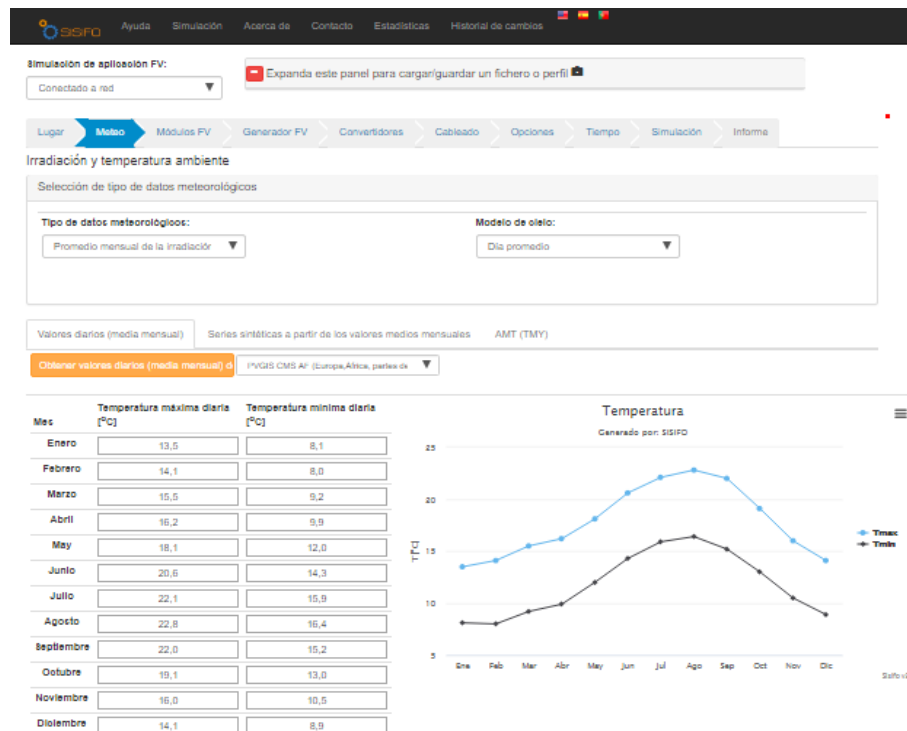 SISIFO Ayuda Simulación Acerca de Contacto Estadísticas Historial de cambios
Simulación de aplicación FV:
Conectado a red
Expanda este panel para cargar/guardar un fichero o perfil
Lugar Meteo Módulos FV Generador FV Convertidores Cableado Opciones Tiempo Simulación Informe
Irradiación y temperatura ambiente
Selección de tipo de datos meteorológicos
Tipo de datos meteorológicos: Modelo de cielo:
Promedio mensual de la irradiación Día promedio
Valores diarios (media mensual) Series sintéticas a partir de los valores medios mensuales AMT (TMY)
Obtener valores diarios (media mensual) d PVGIS CMS AF (Europa,África, partes de
Mes Temperatura máxima diaria [ºC] Temperatura mínima diaria [ºC]
Enero 13,5 8,1
Febrero 14,1 8,0
Marzo 15,5 9,2
Abril 16,2 9,9
May 18,1 12,0
Junio 20,6 14,3
Julio 22,1 15,9
Agosto 22,8 16,4
Septiembre 22,0 15,2
Octubre 19,1 13,0
Noviembre 16,0 10,5
Diciembre 14,1 8,9
Temperatura
Generado por: SISIFO
T[ºC]
25
20
15
10
5
Ene Feb Mar Abr May Jun Jul Ago Sep Oct Nov Dic
Tmax
Tmin